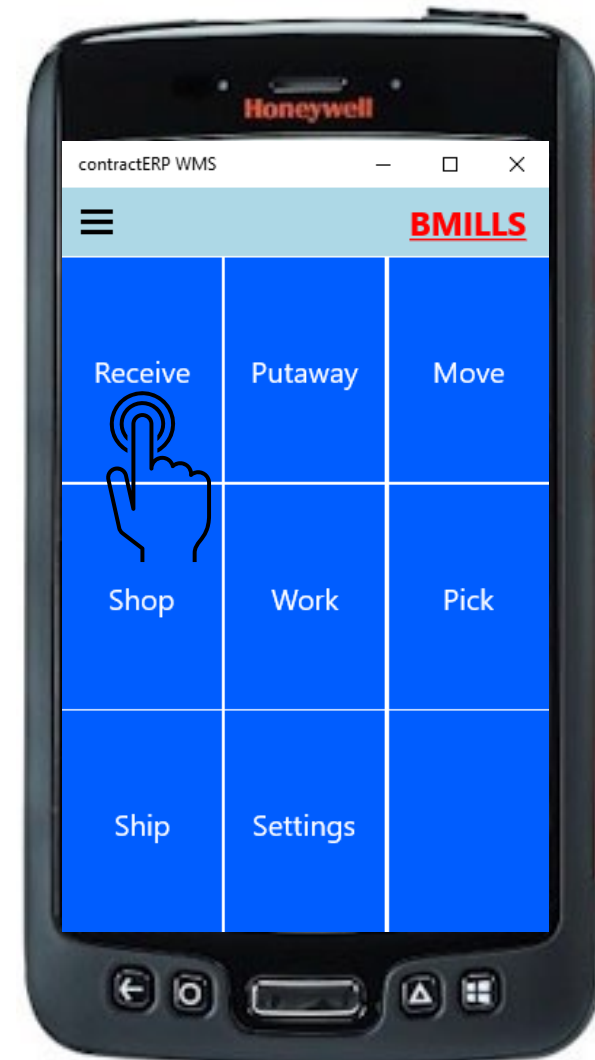 Honeywell
contractERP WMS
BMILLS
Receive Putaway Move
Shop Work Pick
Ship Settings